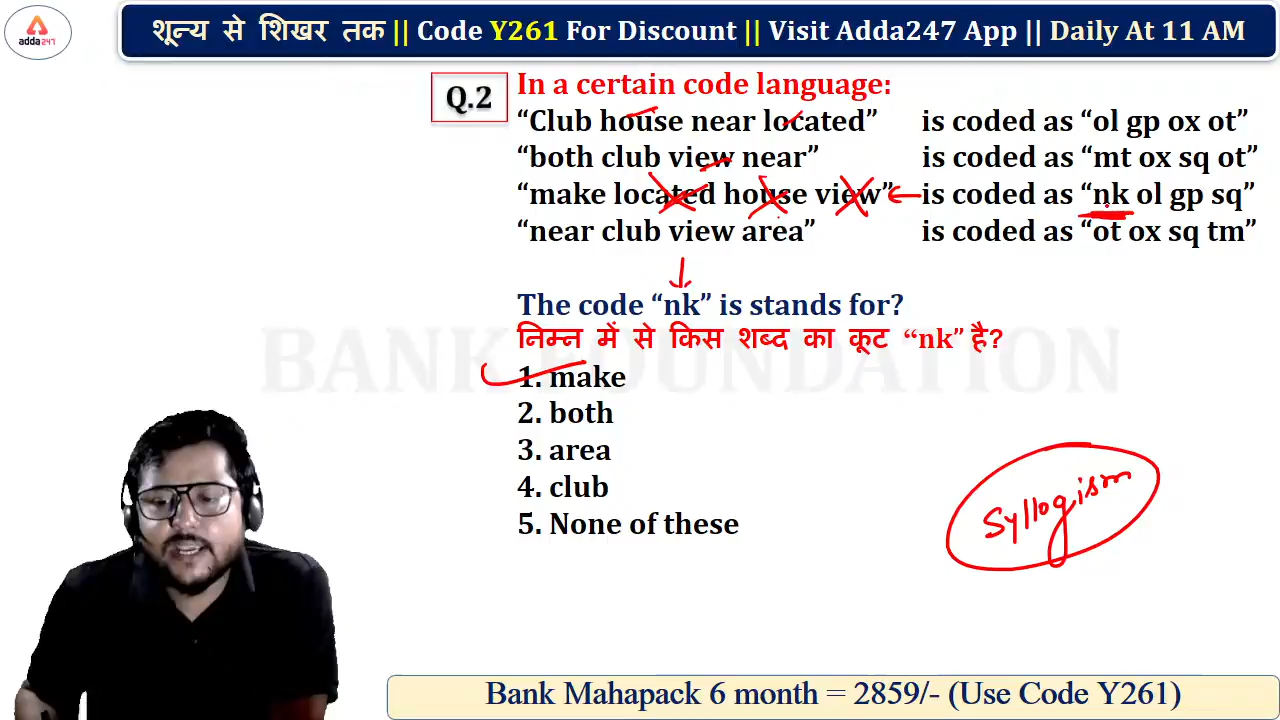 adda247
शून्य से शिखर तक || Code Y261 For Discount || Visit Adda247 App || Daily At 11 AM
Q.2
In a certain code language:
“Club house near located” is coded as “ol gp ox ot”
“both club view near” is coded as “mt ox sq ot”
“make located house view” is coded as “nk ol gp sq”
“near club view area” is coded as “ot ox sq tm”
The code “nk” is stands for?
निम्न में से किस शब्द का कूट “nk” है?
BANK FOUNDATION
1. make
2. both
3. area
4. club
5. None of these
Syllogism
Bank Mahapack 6 month = 2859/- (Use Code Y261)